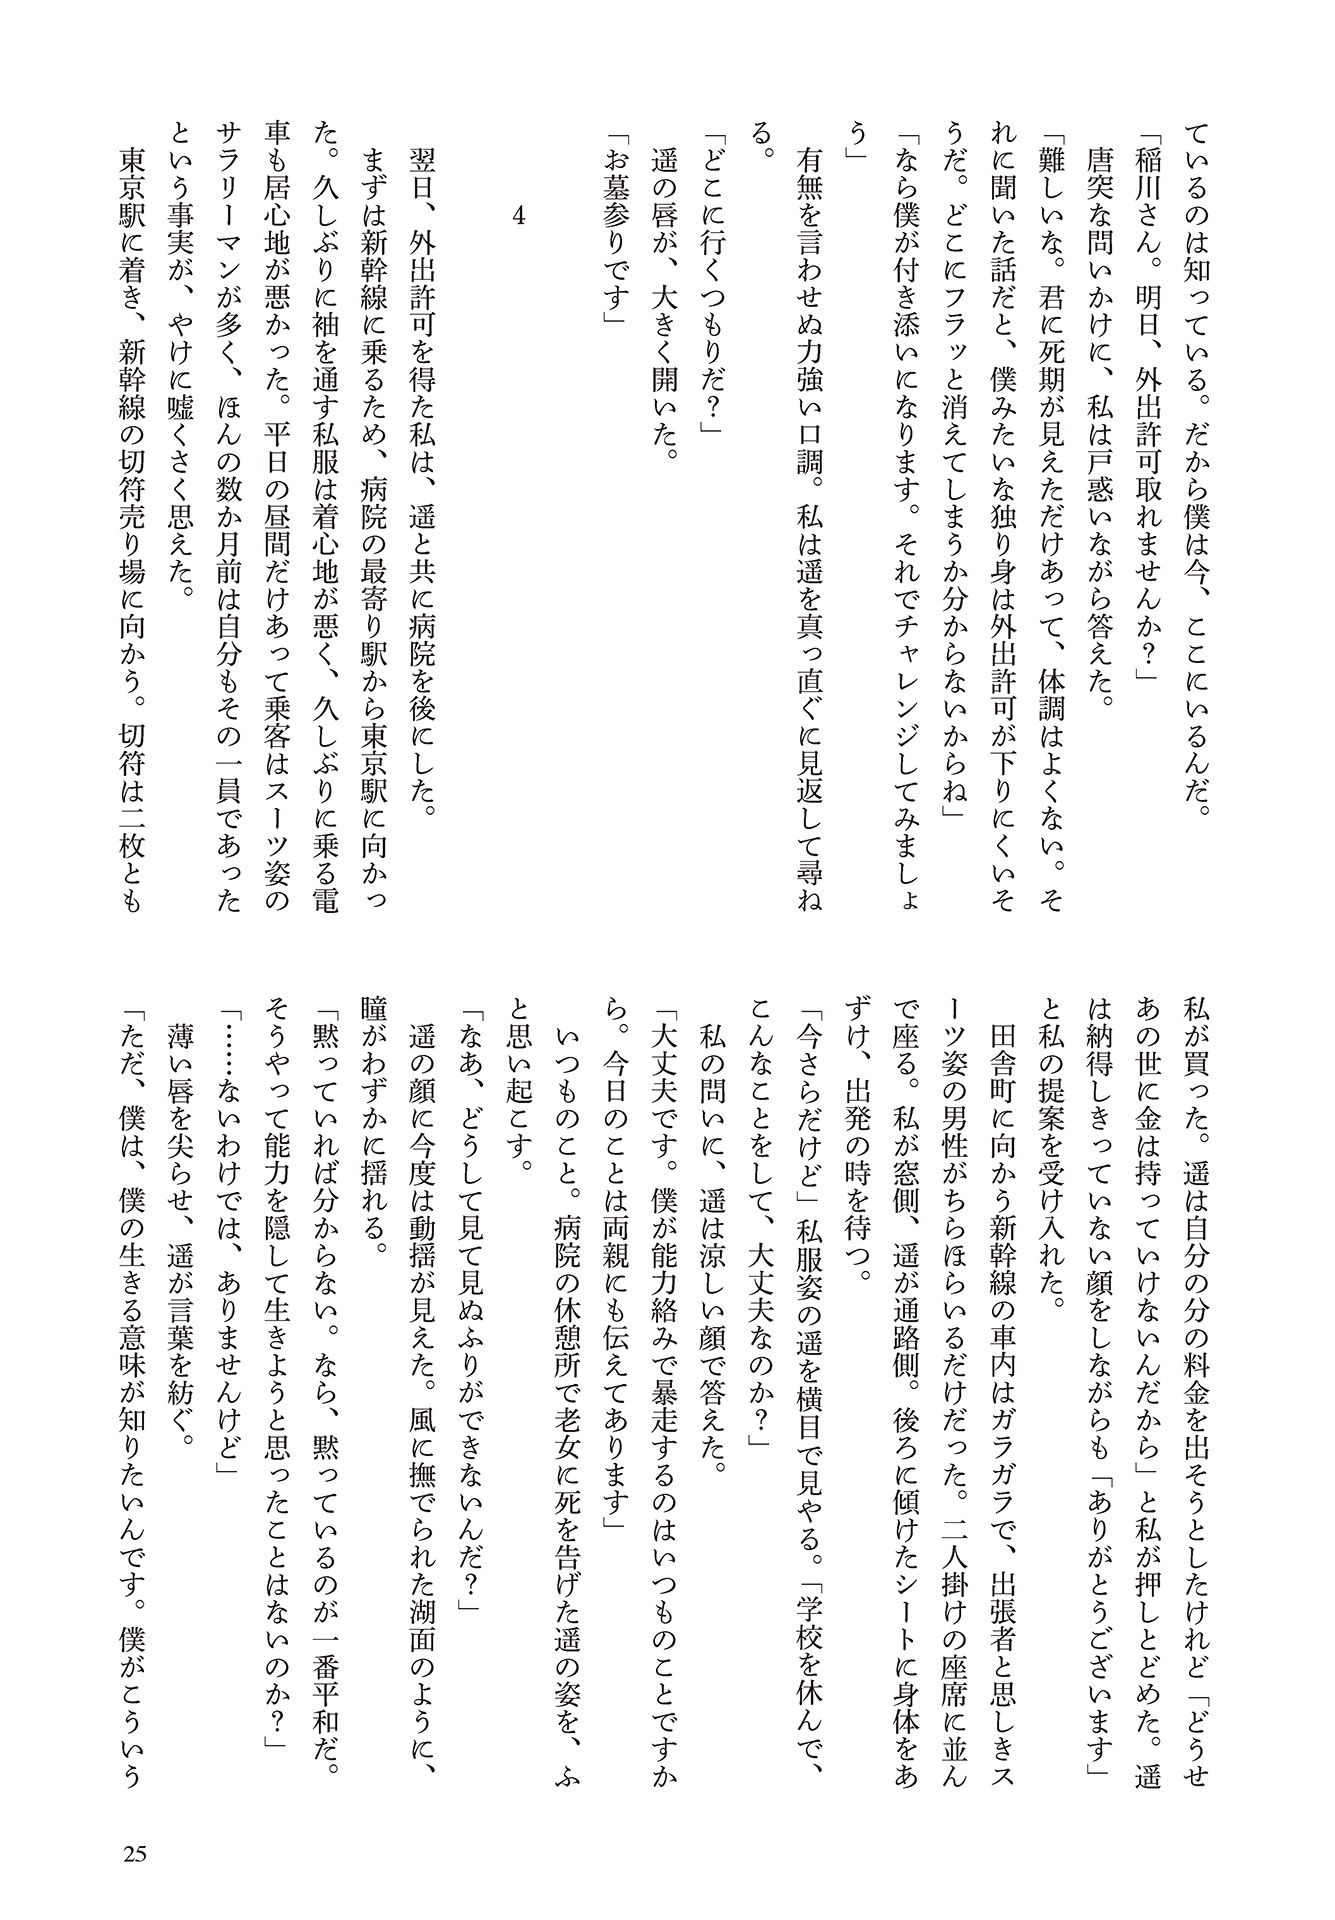 ているのは知っている。だから僕は今、ここにいるんだ。
「稲川さん。明日、外出許可取れませんか？」
　唐突な問いかけに、私は戸惑いながら答えた。
「難しいな。君に死期が見えただけあって、体調はよくない。そ
れに聞いた話だと、僕みたいな独り身は外出許可が下りにくいそ
うだ。どこにフラッと消えてしまうか分からないからね」
「なら僕が付き添いになります。それでチャレンジしてみましょ
う」
　有無を言わせぬ力強い口調。私は遥を真っ直ぐに見返して尋ね
る。
「どこに行くつもりだ？」
　遥の唇が、大きく開いた。
「お墓参りです」
4
　翌日、外出許可を得た私は、遥と共に病院を後にした。
　まずは新幹線に乗るため、病院の最寄り駅から東京駅に向かっ
た。久しぶりに袖を通す私服は着心地が悪く、久しぶりに乗る電
車も居心地が悪かった。平日の昼間だけあって乗客はスーツ姿の
サラリーマンが多く、ほんの数か月前は自分もその一員であった
という事実が、やけに嘘くさく思えた。
　東京駅に着き、新幹線の切符売り場に向かう。切符は二枚とも
私が買った。遥は自分の分の料金を出そうとしたけれど「どうせ
あの世に金は持っていけないんだから」と私が押しとどめた。遥
は納得しきっていない顔をしながらも「ありがとうございます」
と私の提案を受け入れた。
　田舎町に向かう新幹線の車内はガラガラで、出張者と思しきス
ーツ姿の男性がちらほらいるだけだった。二人掛けの座席に並ん
で座る。私が窓側、遥が通路側。後ろに傾けたシートに身体をあ
ずけ、出発の時を待つ。
「今さらだけど」私服姿の遥を横目で見やる。「学校を休んで、
こんなことをして、大丈夫なのか？」
　私の問いに、遥は涼しい顔で答えた。
「大丈夫です。僕が能力絡みで暴走するのはいつものことですか
ら。今日のことは両親にも伝えてあります」
　いつものこと。病院の休憩所で老女に死を告げた遥の姿を、ふ
と思い起こす。
「なあ、どうして見て見ぬふりができないんだ？」
　遥の顔に今度は動揺が見えた。風に撫でられた湖面のように、
瞳がわずかに揺れる。
「黙っていれば分からない。なら、黙っているのが一番平和だ。
そうやって能力を隠して生きようと思ったことはないのか？」
「……ないわけでは、ありませんけど」
　薄い唇を尖らせ、遥が言葉を紡ぐ。
「ただ、僕は、僕の生きる意味が知りたいんです。僕がこういう
25